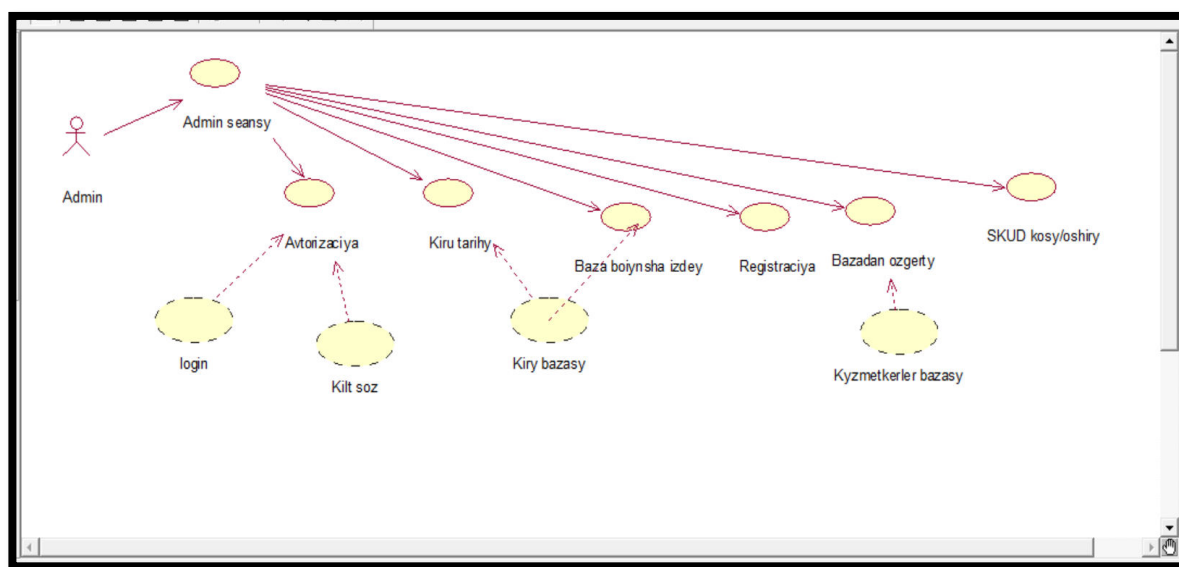 Admin seansy
Admin
Avtorizaciya
Kiru tarihy
Baza boiynsha izdey
Registraciya
Bazadan ozgerty
SKUD kosy/oshiry
login
Kilt soz
Kiry bazasy
Kyzmetkerler bazasy